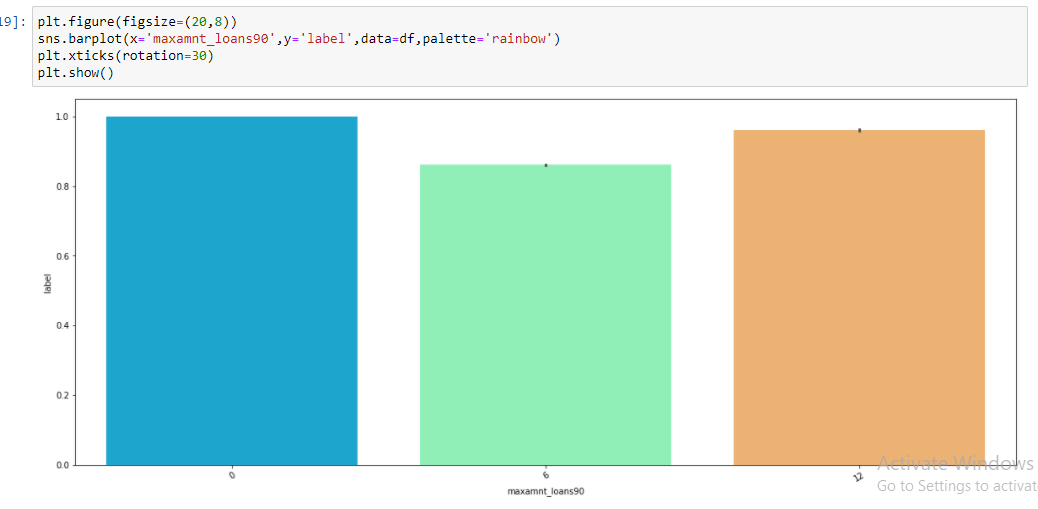 19]:
plt.figure(figsize=(20,8))
sns.barplot(x='maxamnt_loans90',y='label',data=df,palette='rainbow')
plt.xticks(rotation=30)
plt.show()
1.0
0.8
0.6
0.4
0.2
0.0
label
0
6
12
maxamnt_loans90
Activate Windows
Go to Settings to activat